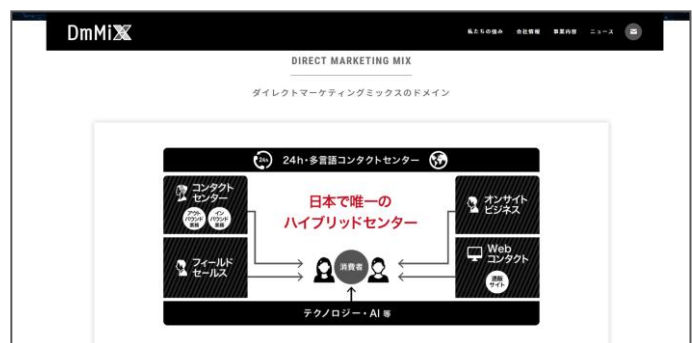 DmMiX
私たちの強み 会社情報 事業内容 ニュース
DIRECT MARKETING MIX
ダイレクトマーケティングミックスのドメイン
24h 24h・多言語コンタクトセンター
コンタクト
センター
アウト
バウンド
業務
イン
バウンド
業務
日本で唯一の
ハイブリッドセンター
オンサイト
ビジネス
フィールド
セールス
消費者
Web
コンタクト
通販
サイト
テクノロジー・AI 等